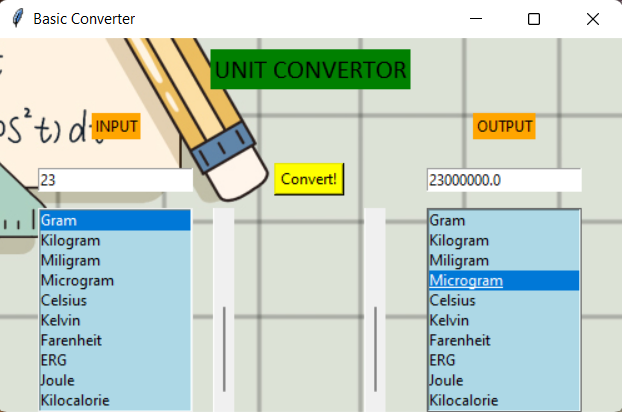 Basic Converter
UNIT CONVERTOR
INPUT
OUTPUT
23
Convert!
23000000.0
Gram
Kilogram
Miligram
Microgram
Celsius
Kelvin
Farenheit
ERG
Joule
Kilocalorie
Gram
Kilogram
Miligram
Microgram
Celsius
Kelvin
Farenheit
ERG
Joule
Kilocalorie